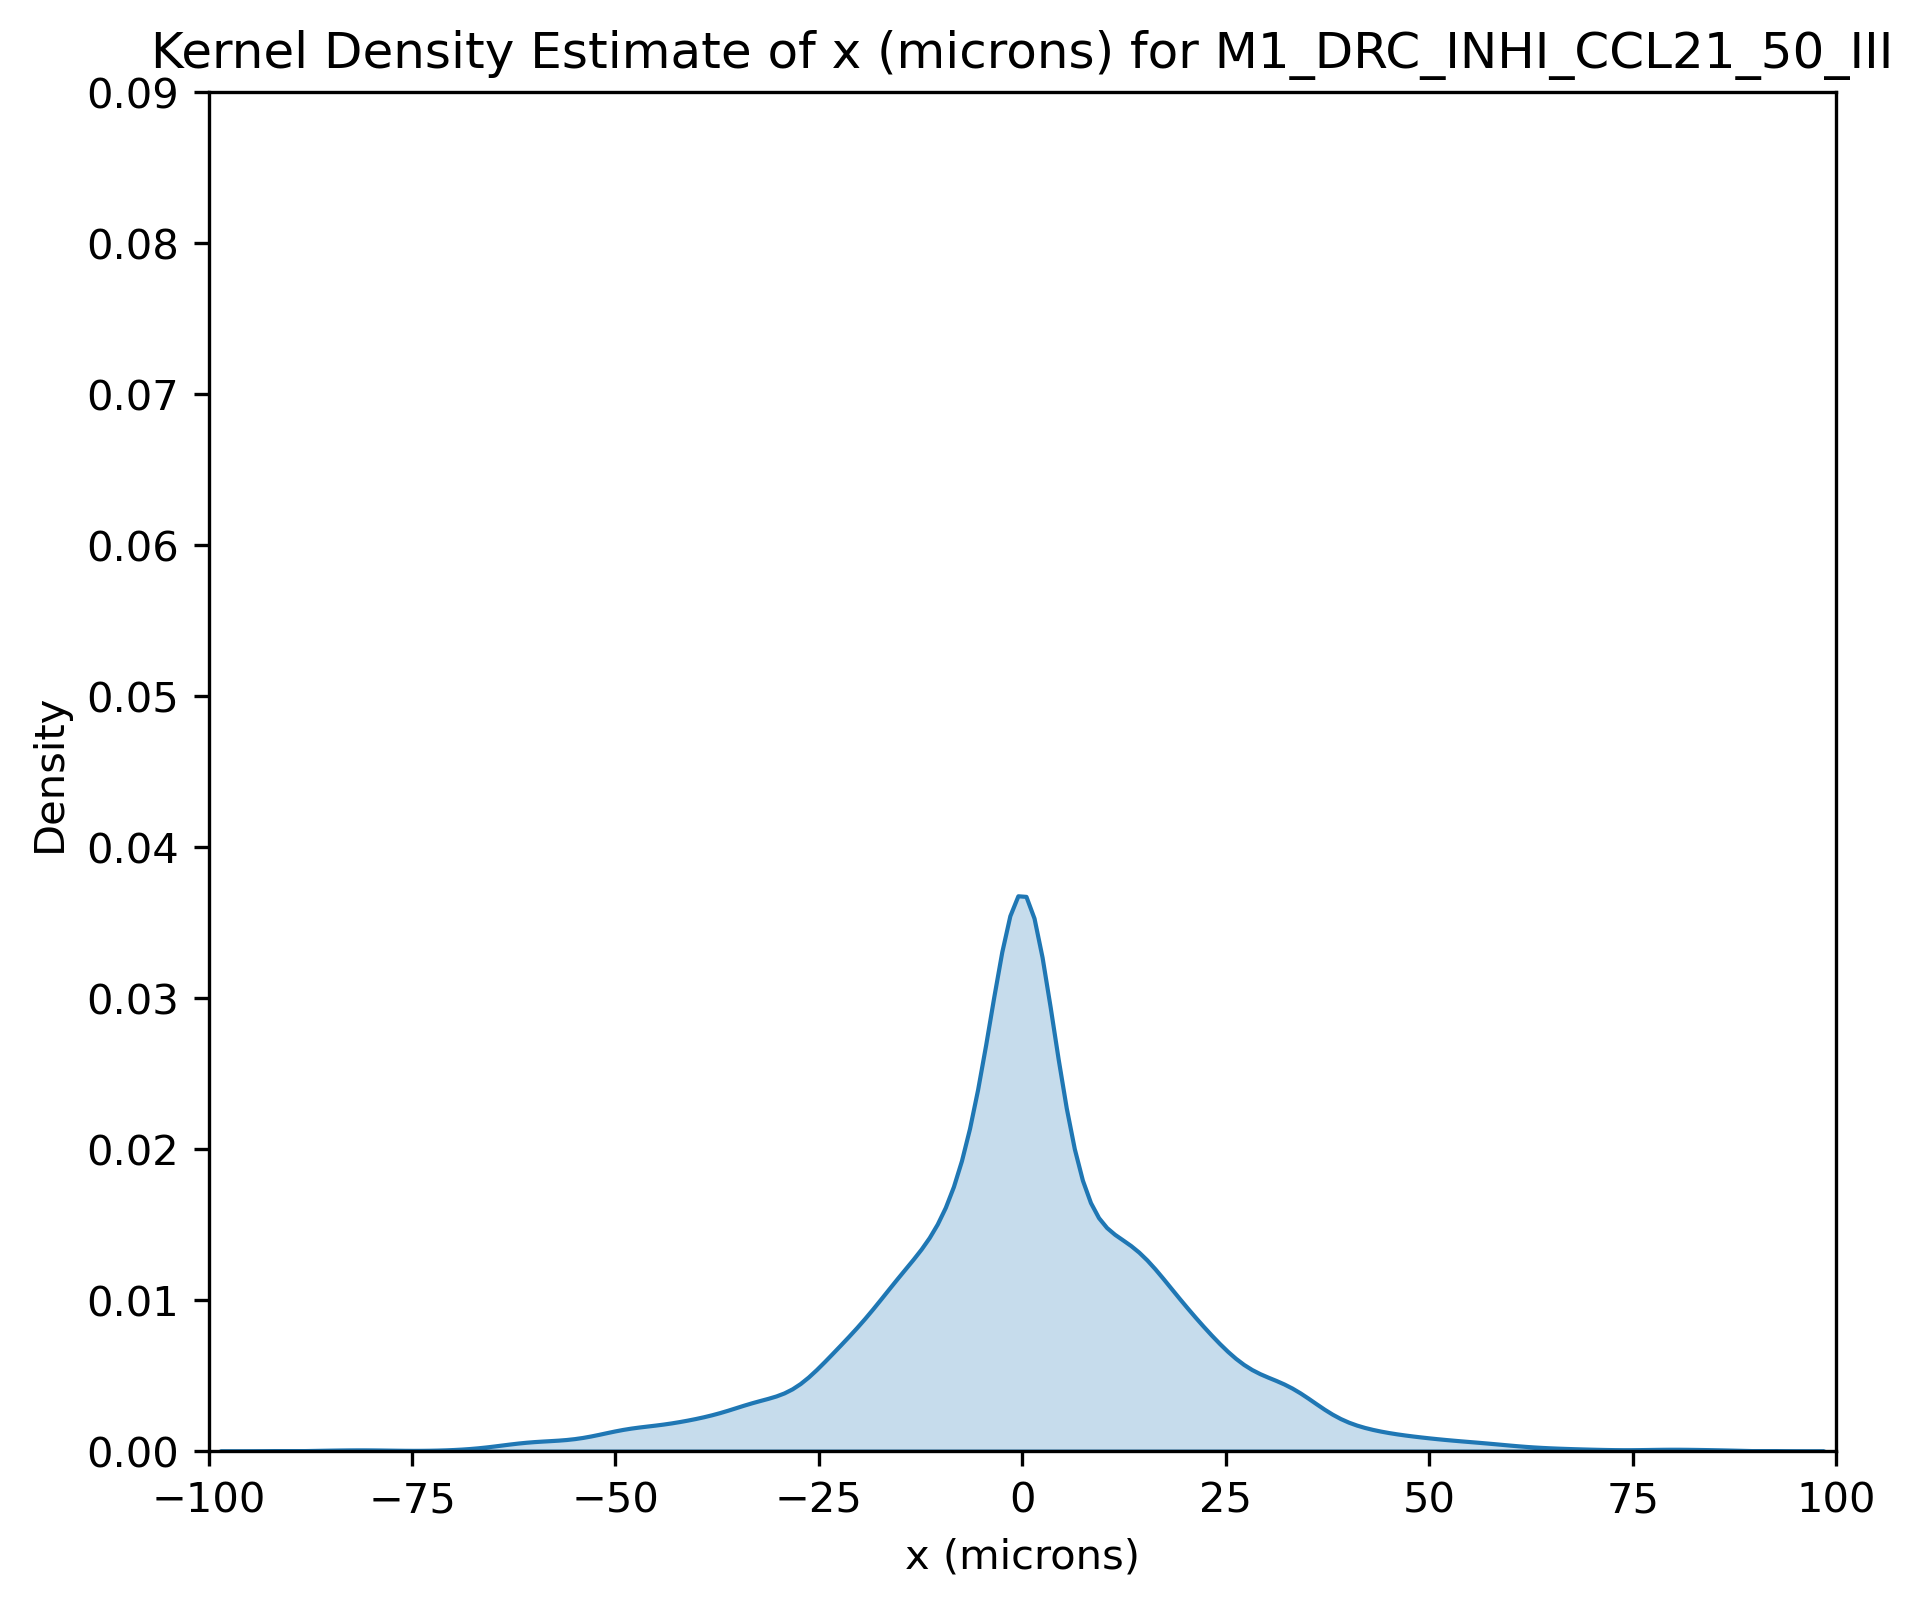 Kernel Density Estimate of x (microns) for M1_DRC_INHI_CCL21_50_III
0.09
0.08
0.07
0.06
0.05
0.04
0.03
0.02
0.01
0.00
Density
−100 −75 −50 −25 0 25 50 75 100
x (microns)